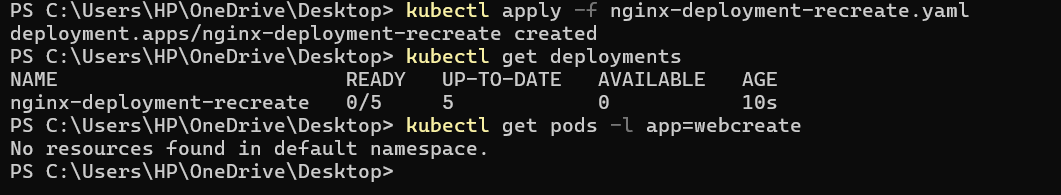 PS C:\Users\HP\OneDrive\Desktop> kubectl apply -f nginx-deployment-recreate.yaml
deployment.apps/nginx-deployment-recreate created
PS C:\Users\HP\OneDrive\Desktop> kubectl get deployments
NAME                        READY   UP-TO-DATE   AVAILABLE   AGE
nginx-deployment-recreate   0/5     5            0           10s
PS C:\Users\HP\OneDrive\Desktop> kubectl get pods -l app=webcreate
No resources found in default namespace.
PS C:\Users\HP\OneDrive\Desktop>